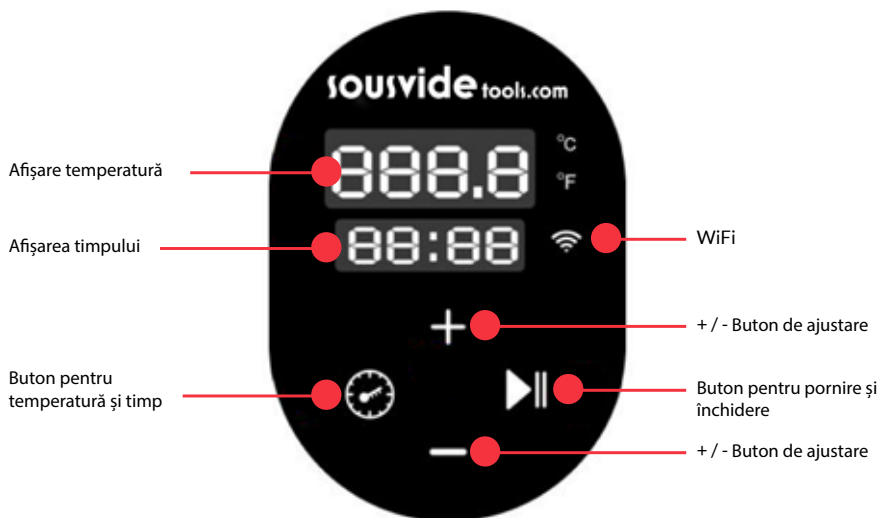 sousvide tools.com
888.8
°C
°F
88:88
Afișare temperatură
Afișarea timpului
Buton pentru
temperatură și timp
WiFi
+ / - Buton de ajustare
Buton pentru pornire și
închidere
+ / - Buton de ajustare